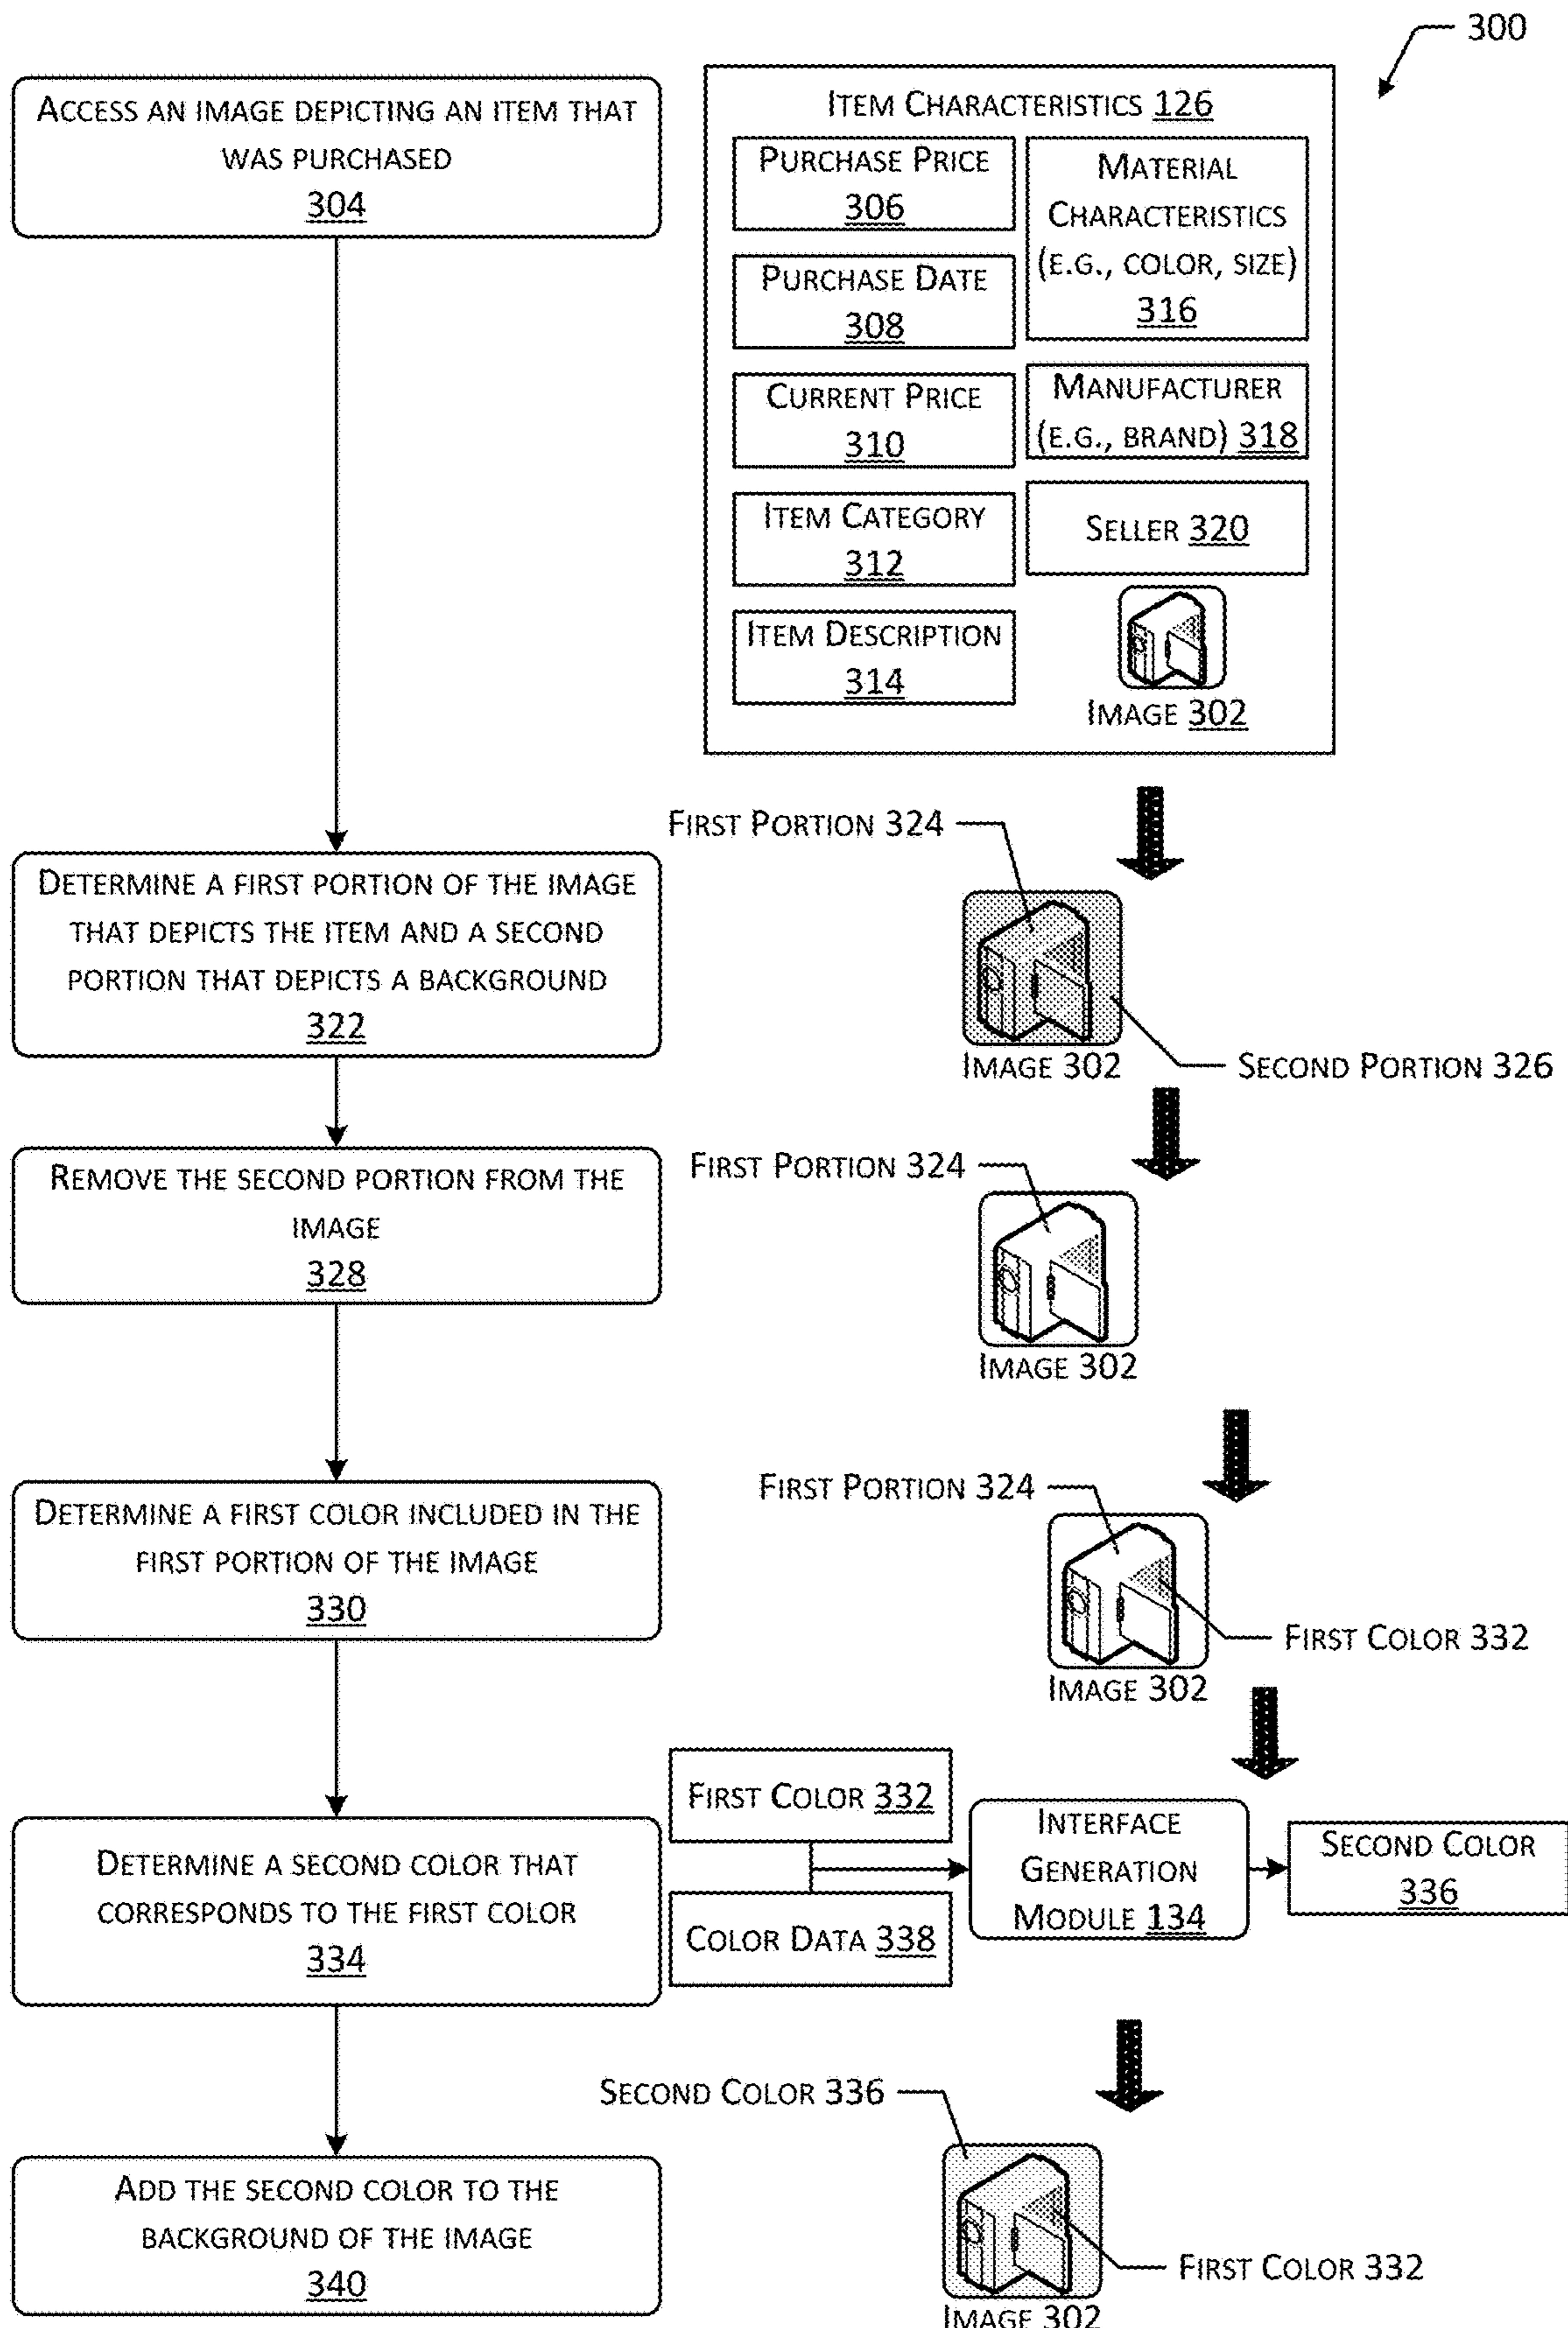 300
ACCESS AN IMAGE DEPICTING AN ITEM THAT
WAS PURCHASED
304
ITEM CHARACTERISTICS 126
PURCHASE PRICE
306
PURCHASE DATE
308
CURRENT PRICE
310
ITEM CATEGORY
312
ITEM DESCRIPTION
314
MATERIAL
CHARACTERISTICS
(E.G., COLOR, SIZE)
316
MANUFACTURER
(E.G., BRAND) 318
SELLER 320
IMAGE 302
DETERMINE A FIRST PORTION OF THE IMAGE
THAT DEPICTS THE ITEM AND A SECOND
PORTION THAT DEPICTS A BACKGROUND
322
FIRST PORTION 324
IMAGE 302
SECOND PORTION 326
REMOVE THE SECOND PORTION FROM THE
IMAGE
328
FIRST PORTION 324
IMAGE 302
DETERMINE A FIRST COLOR INCLUDED IN THE
FIRST PORTION OF THE IMAGE
330
FIRST PORTION 324
FIRST COLOR 332
IMAGE 302
DETERMINE A SECOND COLOR THAT
CORRESPONDS TO THE FIRST COLOR
334
FIRST COLOR 332
COLOR DATA 338
INTERFACE
GENERATION
MODULE 134
SECOND COLOR
336
ADD THE SECOND COLOR TO THE
BACKGROUND OF THE IMAGE
340
SECOND COLOR 336
FIRST COLOR 332
IMAGE 302